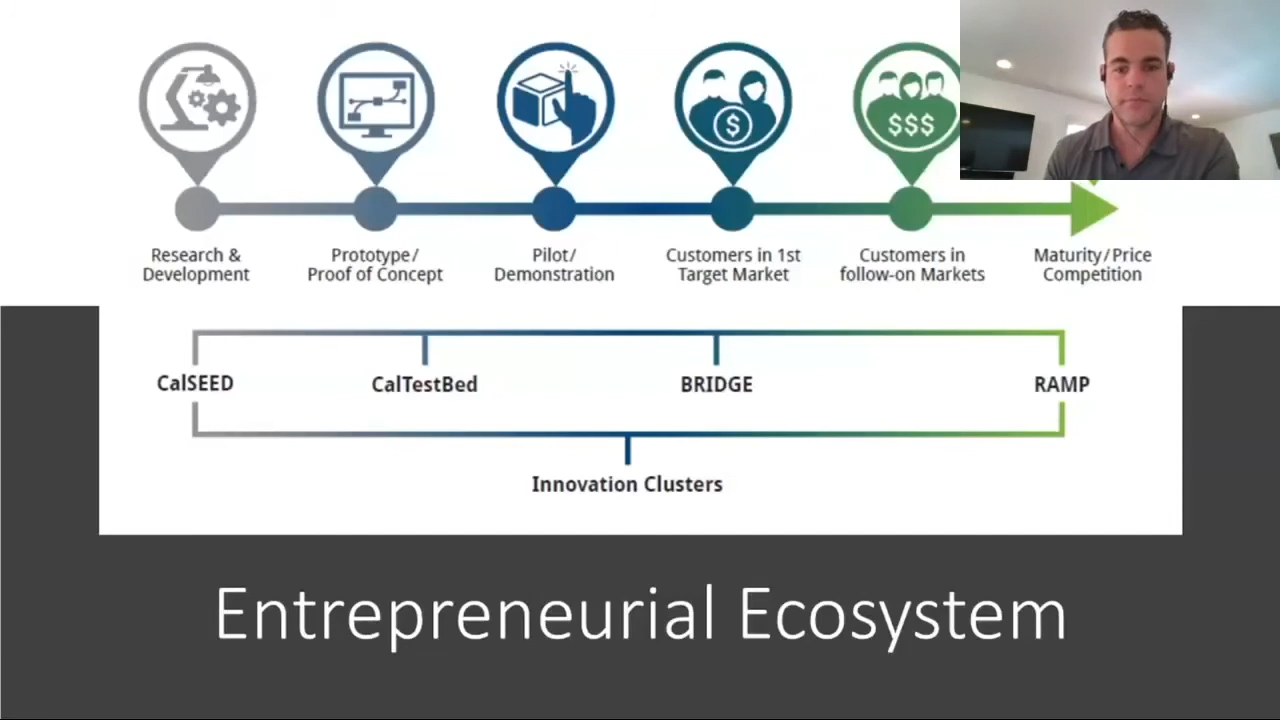 $
$$$
Research &
Development
Prototype/
Proof of Concept
Pilot/
Demonstration
Customers in 1st
Target Market
Customers in
follow-on Markets
Maturity/Price
Competition
CalSEED
CalTestBed
BRIDGE
RAMP
Innovation Clusters
Entrepreneurial Ecosystem